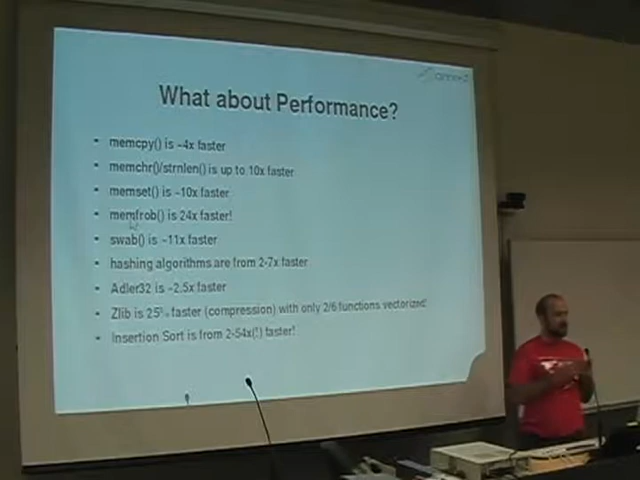 What about Performance?
• memcpy() is ~4x faster
• memchr()/strnlen() is up to 10x faster
• memset() is ~10x faster
• memfrob() is 24x faster!
• swab() is ~11x faster
• hashing algorithms are from 2-7x faster
• Adler32 is ~2.5x faster
• Zlib is 25% faster (compression) with only 2/6 functions vectorized!
• Insertion Sort is from 2-54x(!) faster!